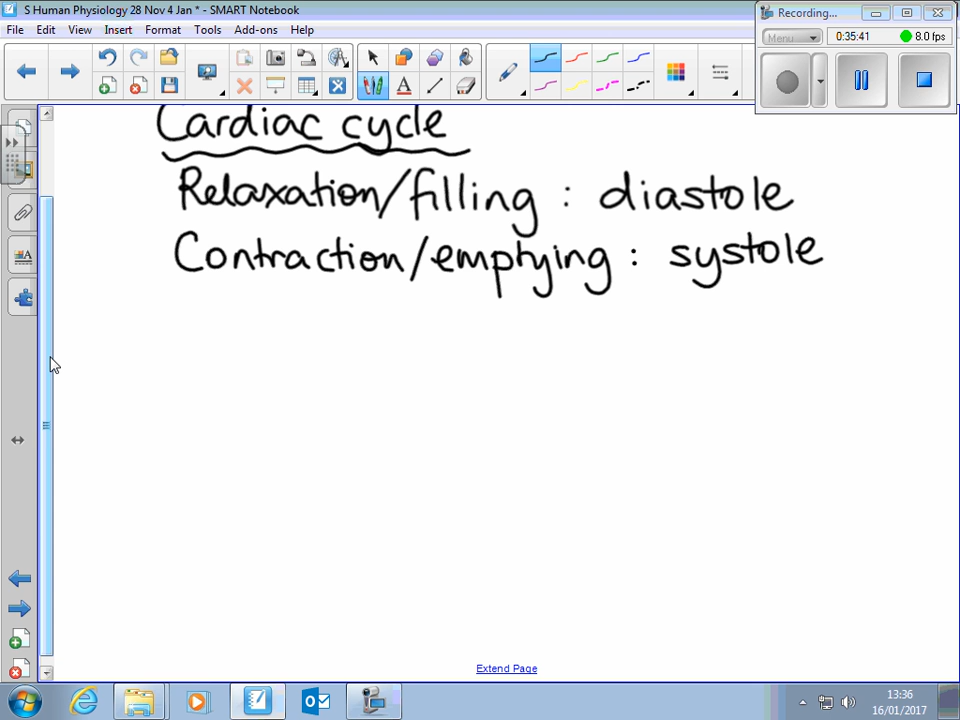 S Human Physiology 28 Nov 4 Jan * - SMART Notebook
File Edit View Insert Format Tools Add-ons Help
Recording...
Menu 0:35:41 8.0 fps
Cardiac cycle
Relaxation/filling : diastole
Contraction/emptying : systole
Extend Page
13:36
16/01/2017